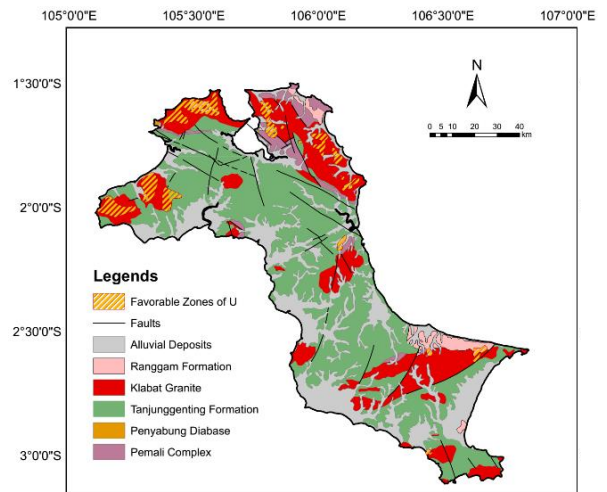 105°0'0"E 105°30'0"E 106°0'0"E 106°30'0"E 107°0'0"E
1°30'0"S
N
0 5 10 20 30 40
km
2°0'0"S
Legends
Favorable Zones of U
Faults
2°30'0"S
Alluvial Deposits
Ranggam Formation
Klabat Granite
Tanjunggenting Formation
Penyabung Diabase
Pemali Complex
3°0'0"S